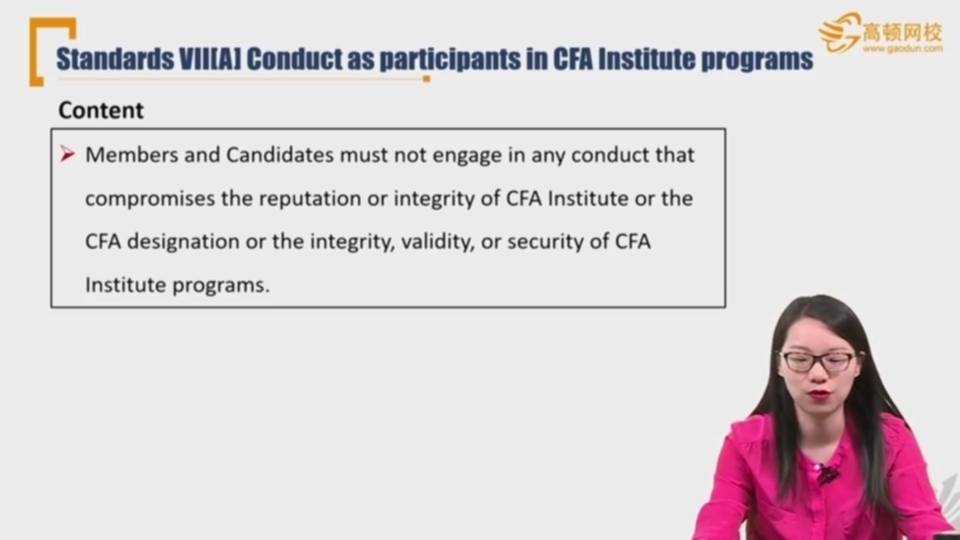 Standards VII[A] Conduct as participants in CFA Institute programs
高顿网校
www.gaodun.com
Content
Members and Candidates must not engage in any conduct that
compromises the reputation or integrity of CFA Institute or the
CFA designation or the integrity, validity, or security of CFA
Institute programs.